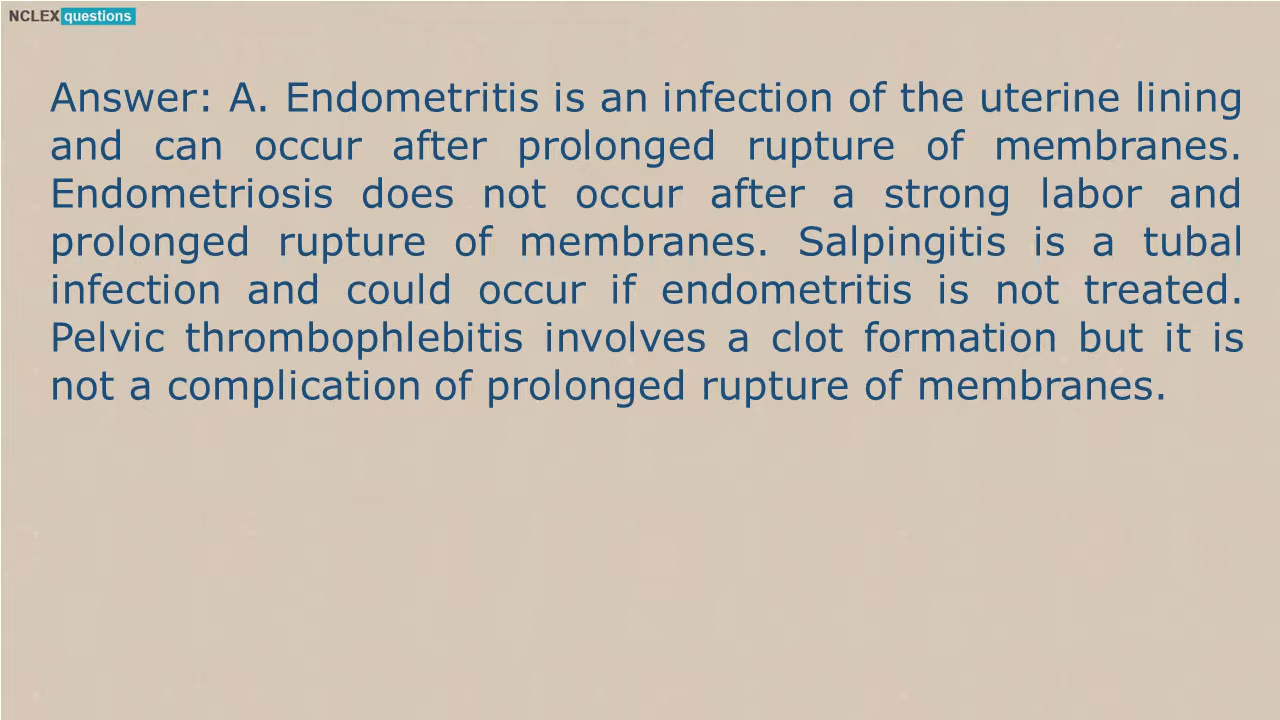 NCLEX questions
Answer: A. Endometritis is an infection of the uterine lining
and can occur after prolonged rupture of membranes.
Endometriosis does not occur after a strong labor and
prolonged rupture of membranes. Salpingitis is a tubal
infection and could occur if endometritis is not treated.
Pelvic thrombophlebitis involves a clot formation but it is
not a complication of prolonged rupture of membranes.